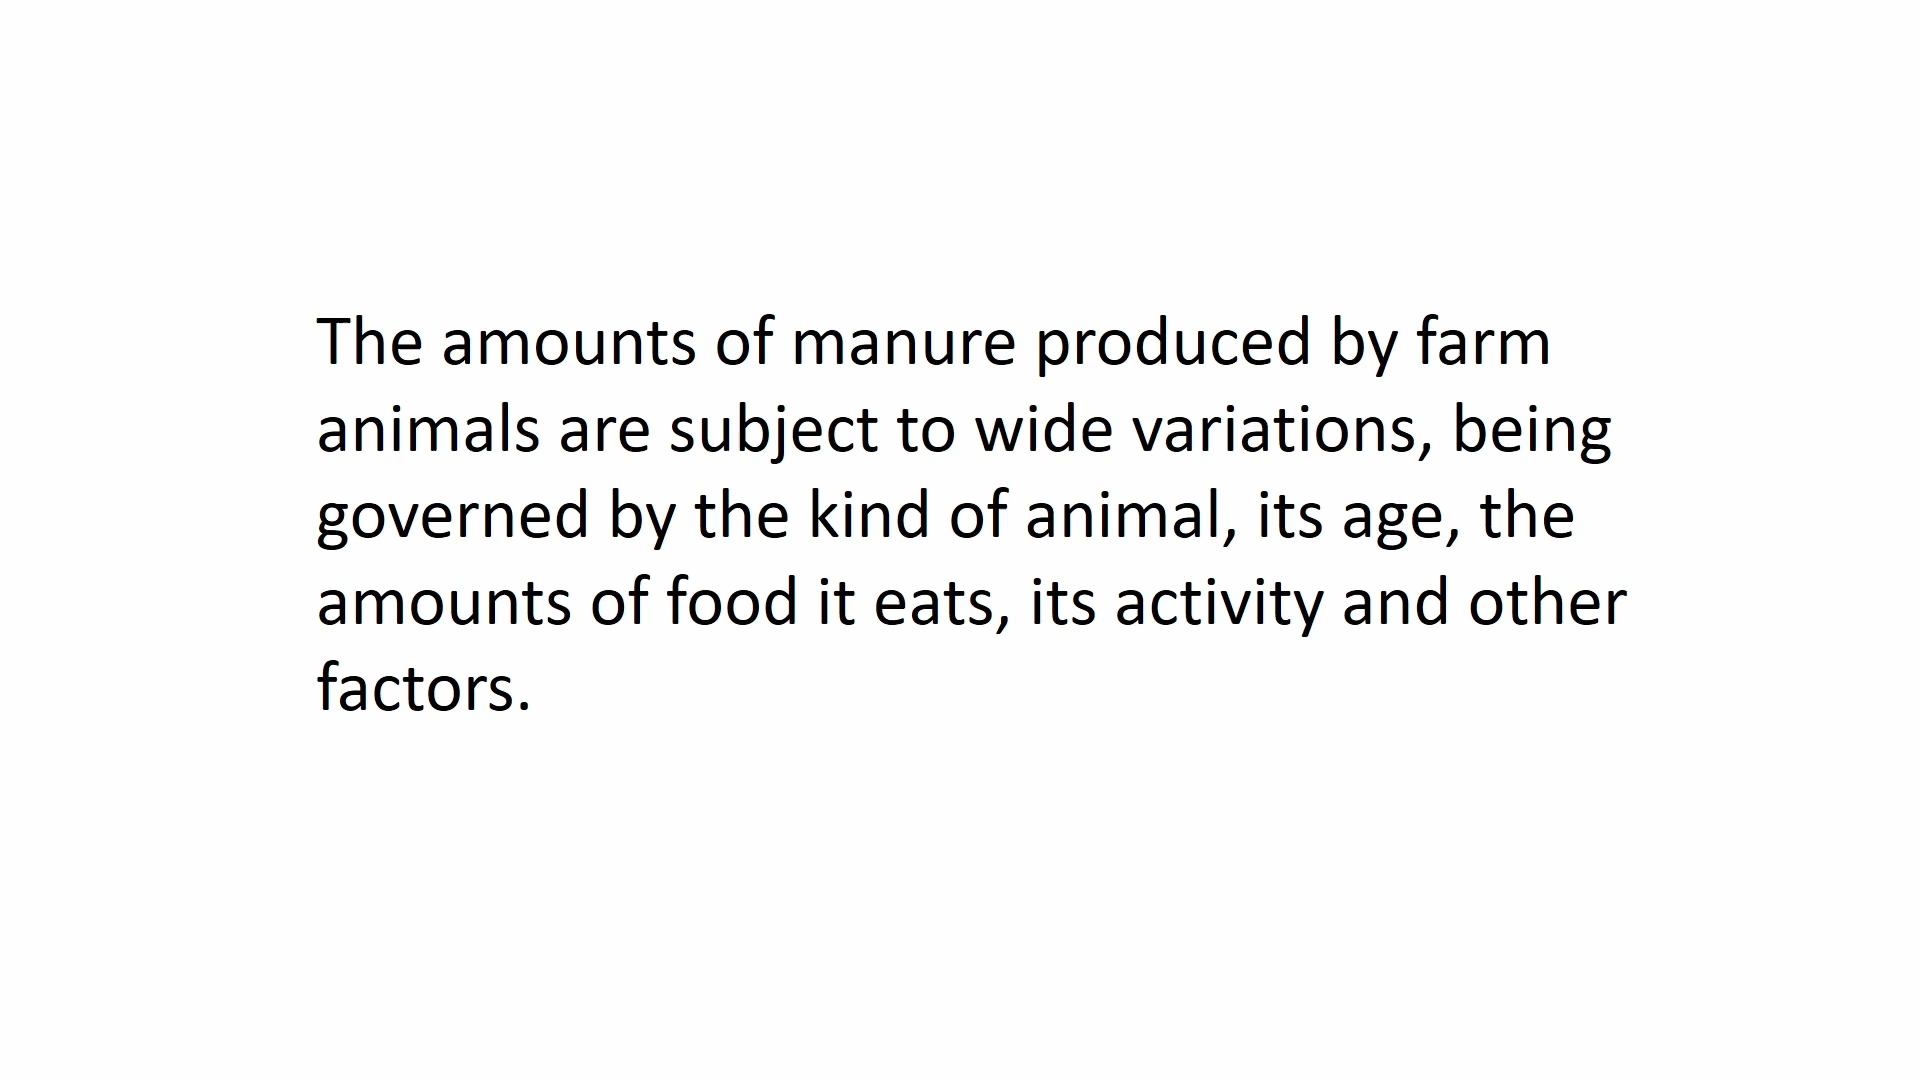 The amounts of manure produced by farm
animals are subject to wide variations, being
governed by the kind of animal, its age, the
amounts of food it eats, its activity and other
factors.